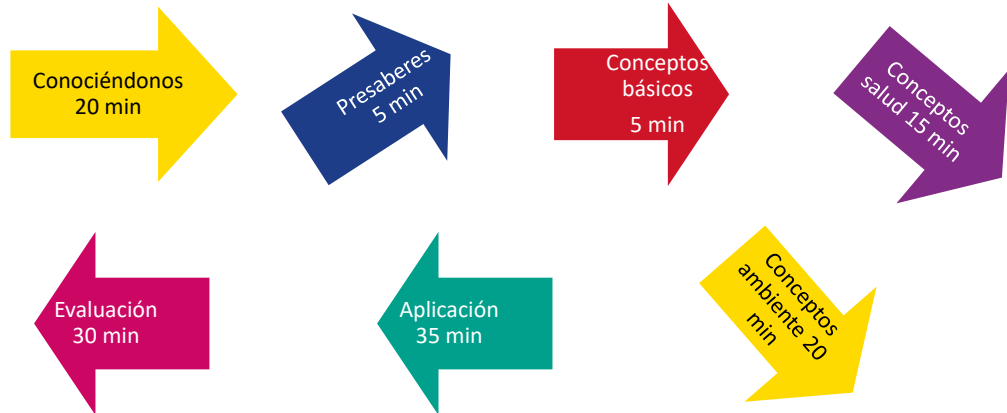 Conociéndonos
20 min
Presaberes
5 min
Conceptos
básicos
5 min
Conceptos
salud 15 min
Conceptos
ambiente 20
min
Aplicación
35 min
Evaluación
30 min